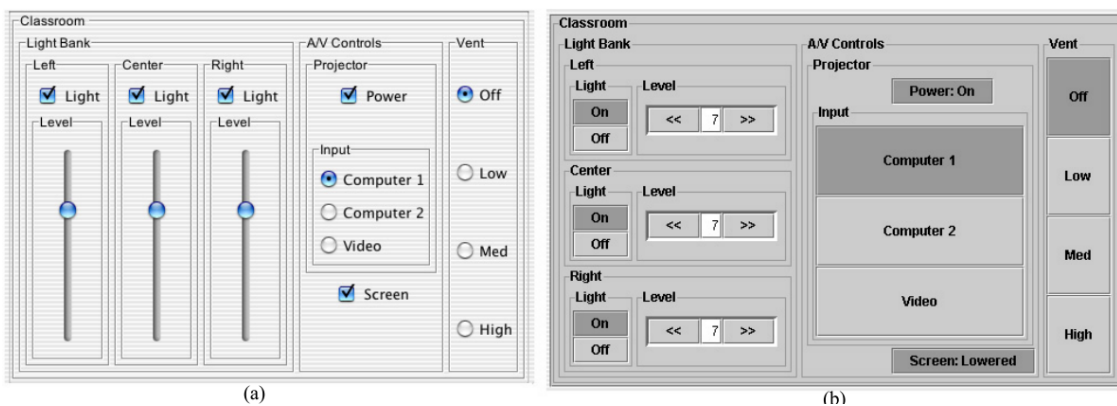 Classroom
Light Bank A/V Controls Vent
Left Center Right Projector
Light Light Light Power Off
Level Level Level
Input
Computer 1 Low
Computer 2
Video Med
Screen
High
(a)
Classroom
Light Bank A/V Controls Vent
Left Projector
Light Level Power: On Off
On << 7 >> Input
Off
Computer 1
Center
Light Level Low
On << 7 >> Computer 2
Off Med
Right
Light Level Video
On << 7 >> High
Off
Screen: Lowered
(b)